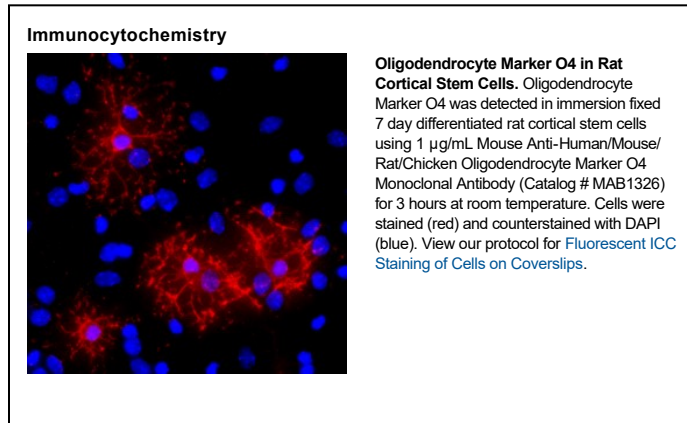 Immunocytochemistry
Oligodendrocyte Marker O4 in Rat
Cortical Stem Cells. Oligodendrocyte
Marker O4 was detected in immersion fixed
7 day differentiated rat cortical stem cells
using 1 µg/mL Mouse Anti-Human/Mouse/
Rat/Chicken Oligodendrocyte Marker O4
Monoclonal Antibody (Catalog # MAB1326)
for 3 hours at room temperature. Cells were
stained (red) and counterstained with DAPI
(blue). View our protocol for Fluorescent ICC
Staining of Cells on Coverslips.